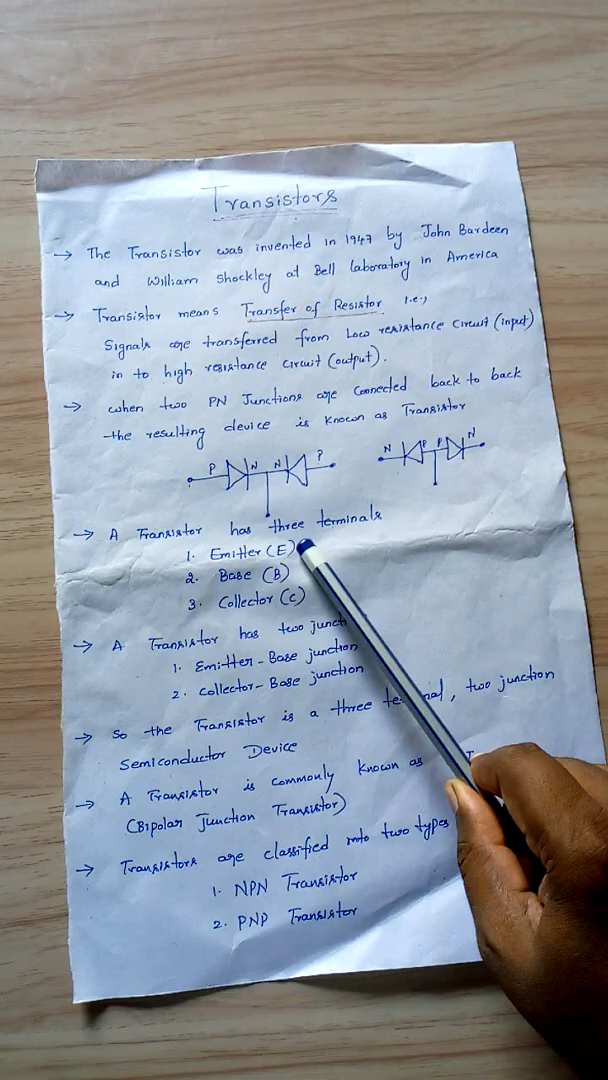 Transistors
→ The Transistor was invented in 1947 by John Bardeen
and William Shockley at Bell laboratory in America
→ Transistor means Transfer of Resistor i.e.,
Signals are transferred from Low resistance circuit (input)
in to high resistance circuit (output).
→ when two PN Junctions are connected back to back
the resulting device is known as Transistor
P N N P
N P P N
→ A Transistor has three terminals
1. Emitter (E)
2. Base (B)
3. Collector (C)
→ A Transistor has two
1. Emitter-Base junction
2. Collector-Base junction
→ So the Transistor is a three , two junction
Semiconductor Device
→ A Transistor is commonly known as
(Bipolar Junction Transistor)
→ Transistors are classified into two types
1. NPN Transistor
2. PNP Transistor